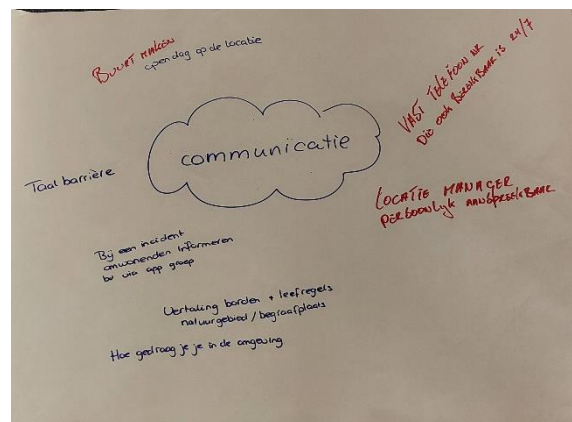 BUURT MAKEN
open dag op de locatie
VAST TELEFOON NR
DIE OOK BEREIKBAAR IS 24/7
communicatie
Taal barrière
LOCATIE MANAGER
PERSOONLIJK AANSPREEKBAAR
Bij een incident
omwonenden informeren
bv via app groep
Vertaling borden + leefregels
natuurgebied / begraafplaats
Hoe gedraag je je in de omgeving